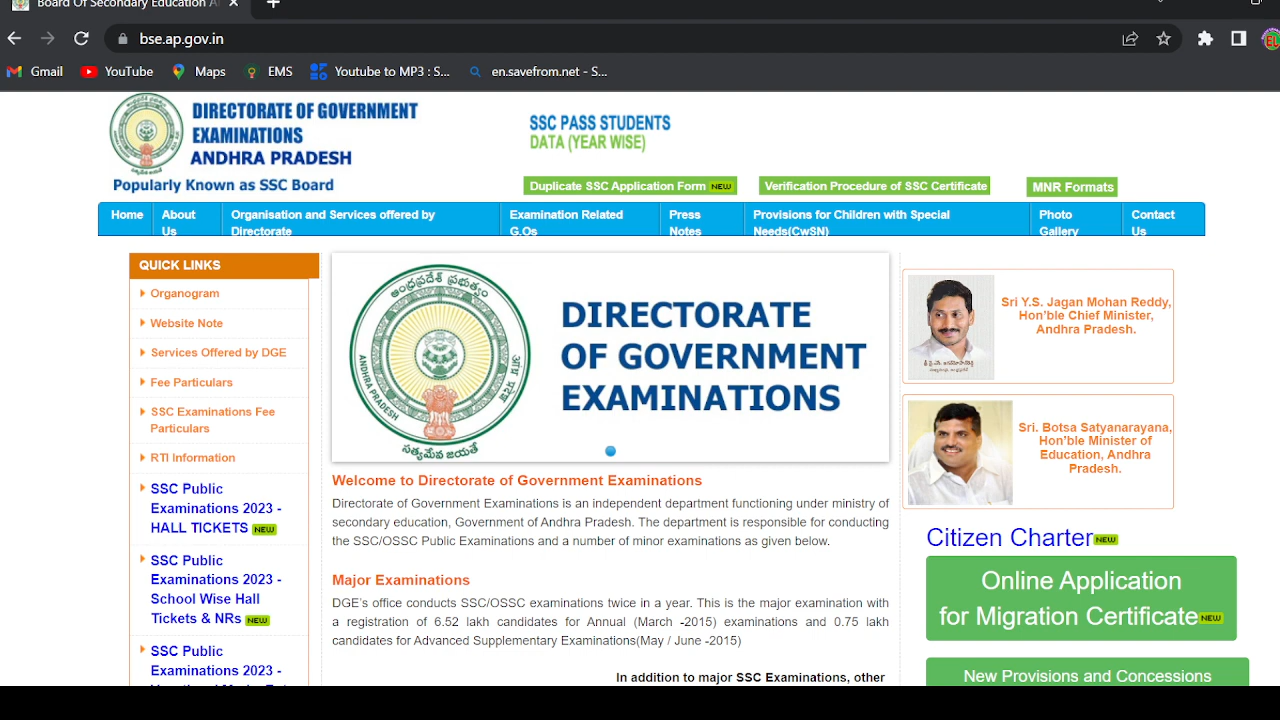 Board Of Secondary Education A
bse.ap.gov.in
Gmail
YouTube
Maps
EMS
Youtube to MP3 : S...
en.savefrom.net - S...
DIRECTORATE OF GOVERNMENT
EXAMINATIONS
ANDHRA PRADESH
Popularly Known as SSC Board
SSC PASS STUDENTS
DATA (YEAR WISE)
Duplicate SSC Application Form NEW
Verification Procedure of SSC Certificate
MNR Formats
Home
About
Us
Organisation and Services offered by
Directorate
Examination Related
G.Os
Press
Notes
Provisions for Children with Special
Needs(CwSN)
Photo
Gallery
Contact
Us
QUICK LINKS
Organogram
Website Note
Services Offered by DGE
Fee Particulars
SSC Examinations Fee
Particulars
RTI Information
SSC Public
Examinations 2023 -
HALL TICKETS NEW
SSC Public
Examinations 2023 -
School Wise Hall
Tickets & NRs NEW
SSC Public
Examinations 2023 -
ఆంధ్రప్రదేశ్ ప్రభుత్వం
ANDHRA PRADESH
సత్యమేవ జయతే
DIRECTORATE
OF GOVERNMENT
EXAMINATIONS
Welcome to Directorate of Government Examinations
Directorate of Government Examinations is an independent department functioning under ministry of
secondary education, Government of Andhra Pradesh. The department is responsible for conducting
the SSC/OSSC Public Examinations and a number of minor examinations as given below.
Major Examinations
DGE's office conducts SSC/OSSC examinations twice in a year. This is the major examination with
a registration of 6.52 lakh candidates for Annual (March -2015) examinations and 0.75 lakh
candidates for Advanced Supplementary Examinations(May / June -2015)
In addition to major SSC Examinations, other
Sri Y.S. Jagan Mohan Reddy,
Hon'ble Chief Minister,
Andhra Pradesh.
Sri. Botsa Satyanarayana,
Hon'ble Minister of
Education, Andhra
Pradesh.
Citizen Charter NEW
Online Application
for Migration Certificate NEW
New Provisions and Concessions